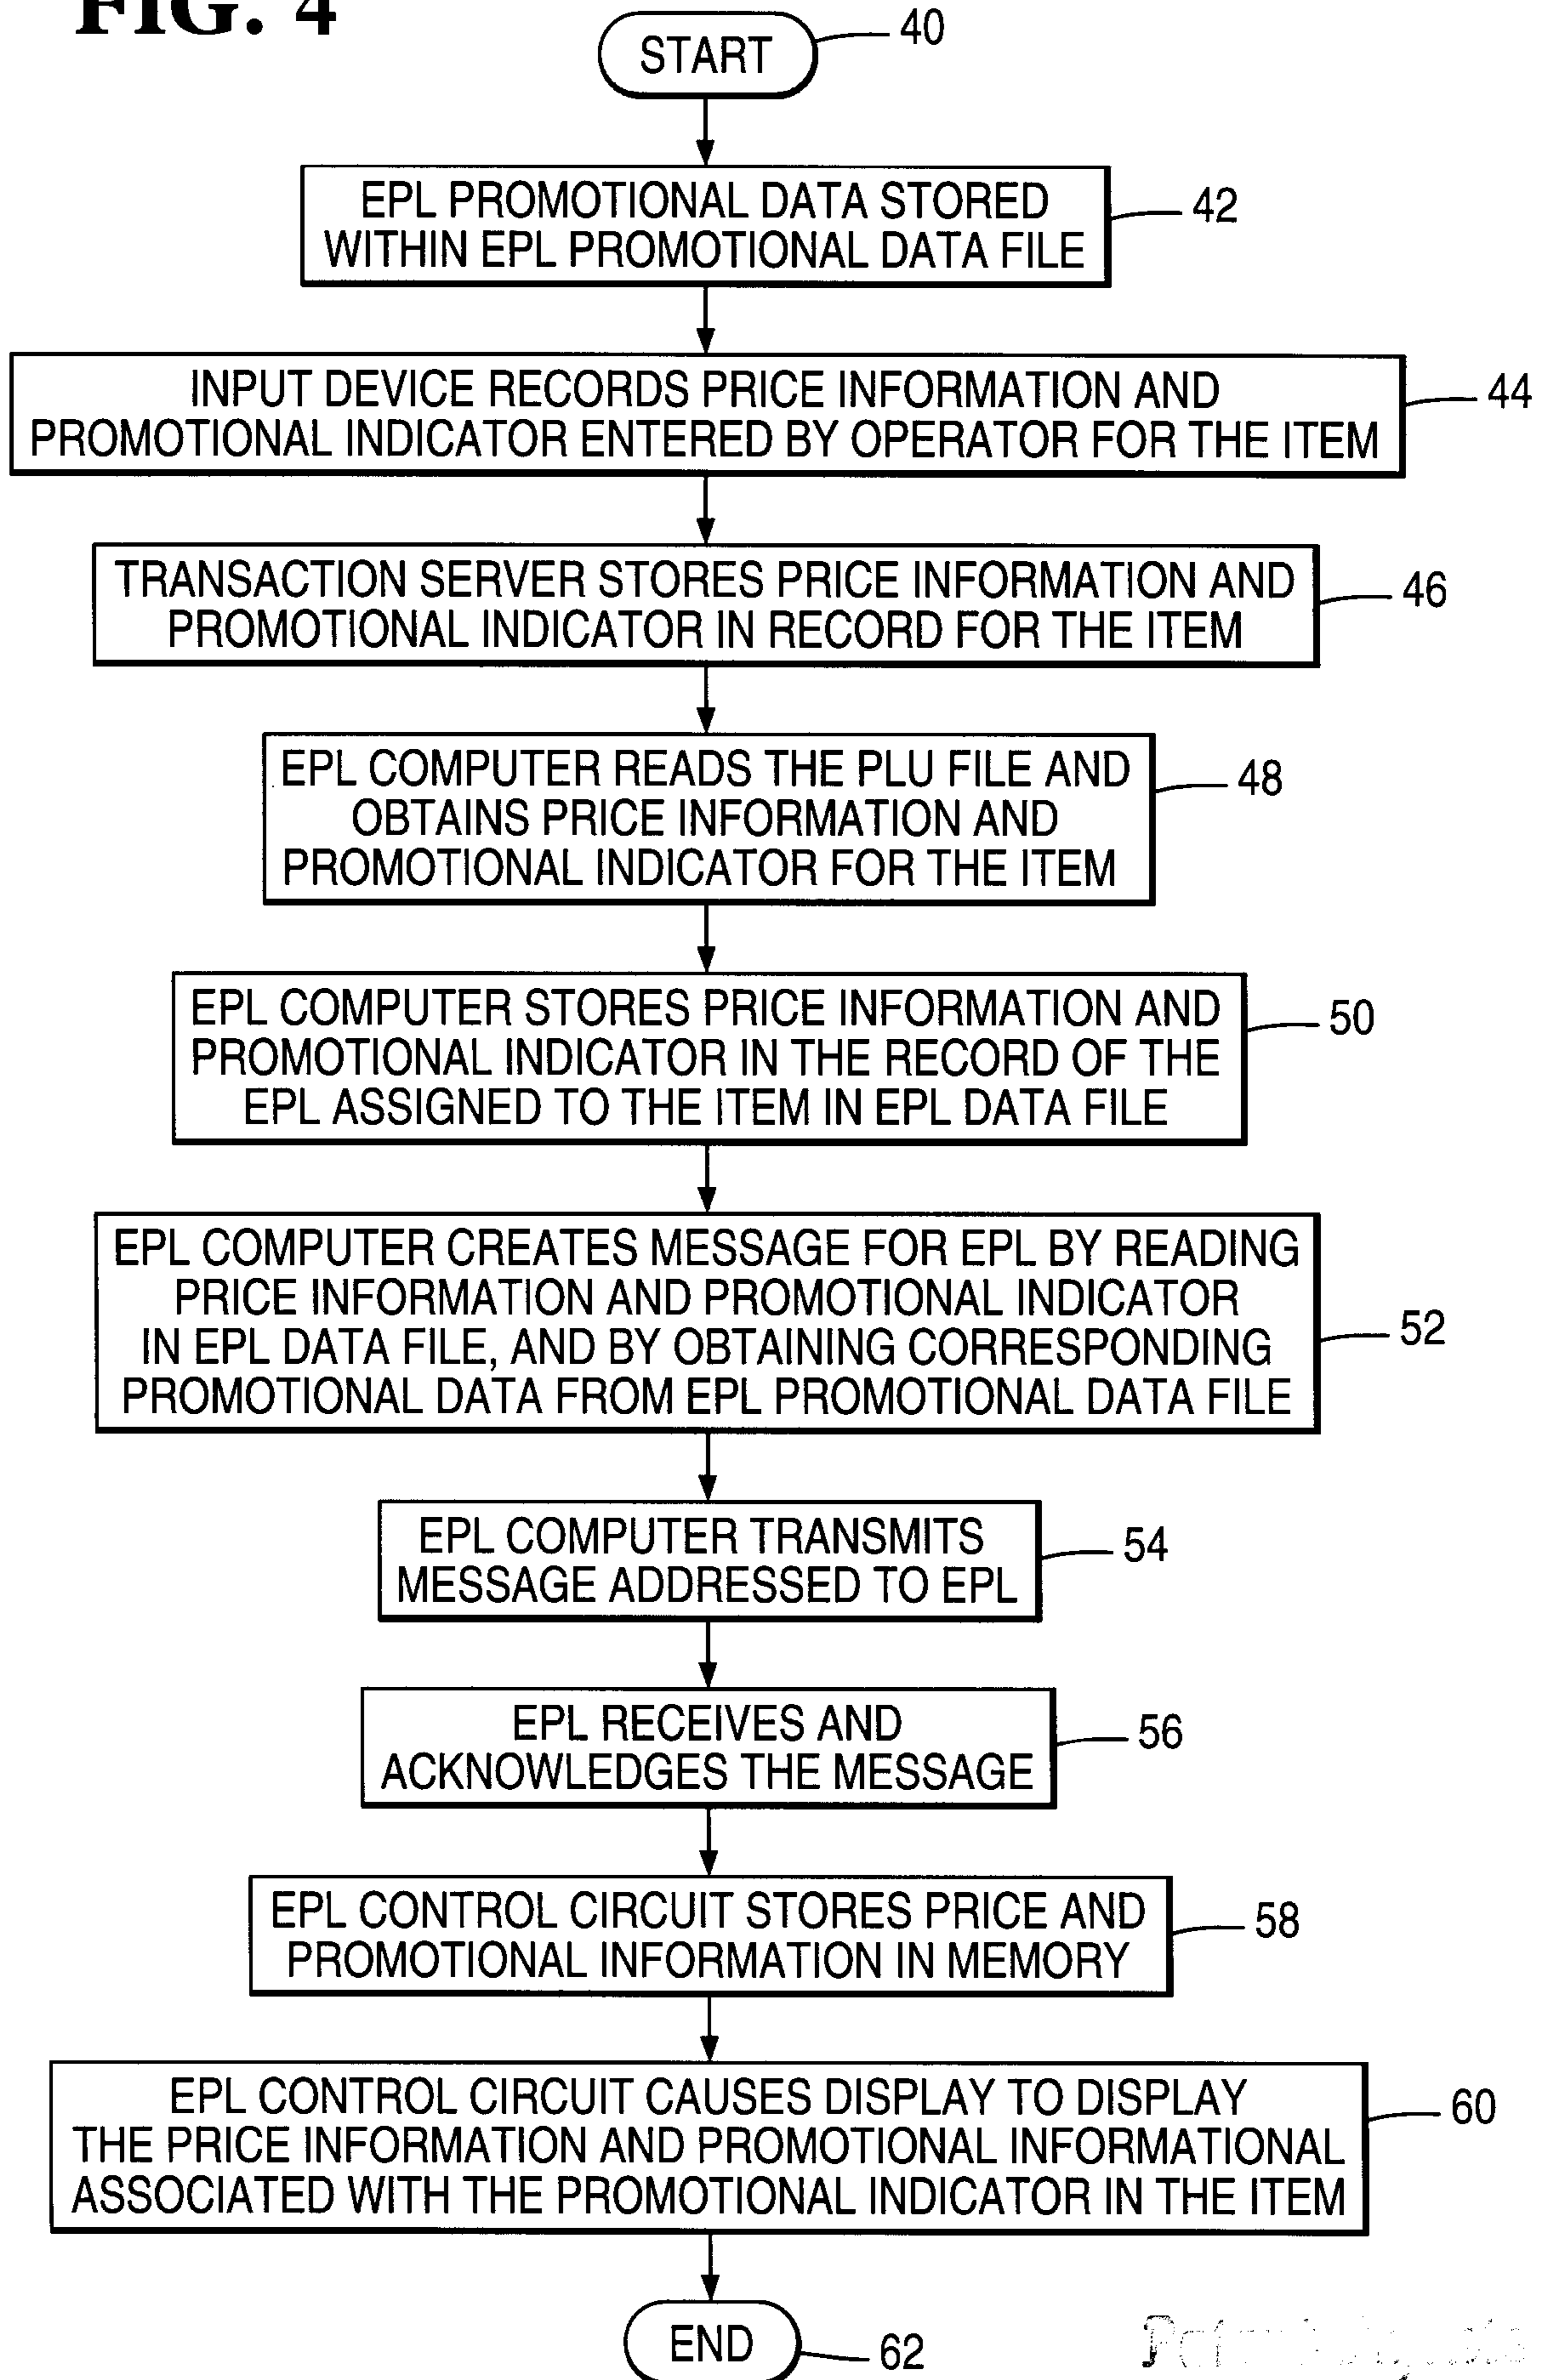 FIG. 4
START
40
EPL PROMOTIONAL DATA STORED
WITHIN EPL PROMOTIONAL DATA FILE
42
INPUT DEVICE RECORDS PRICE INFORMATION AND
PROMOTIONAL INDICATOR ENTERED BY OPERATOR FOR THE ITEM
44
TRANSACTION SERVER STORES PRICE INFORMATION AND
PROMOTIONAL INDICATOR IN RECORD FOR THE ITEM
46
EPL COMPUTER READS THE PLU FILE AND
OBTAINS PRICE INFORMATION AND
PROMOTIONAL INDICATOR FOR THE ITEM
48
EPL COMPUTER STORES PRICE INFORMATION AND
PROMOTIONAL INDICATOR IN THE RECORD OF THE
EPL ASSIGNED TO THE ITEM IN EPL DATA FILE
50
EPL COMPUTER CREATES MESSAGE FOR EPL BY READING
PRICE INFORMATION AND PROMOTIONAL INDICATOR
IN EPL DATA FILE, AND BY OBTAINING CORRESPONDING
PROMOTIONAL DATA FROM EPL PROMOTIONAL DATA FILE
52
EPL COMPUTER TRANSMITS
MESSAGE ADDRESSED TO EPL
54
EPL RECEIVES AND
ACKNOWLEDGES THE MESSAGE
56
EPL CONTROL CIRCUIT STORES PRICE AND
PROMOTIONAL INFORMATION IN MEMORY
58
EPL CONTROL CIRCUIT CAUSES DISPLAY TO DISPLAY
THE PRICE INFORMATION AND PROMOTIONAL INFORMATIONAL
ASSOCIATED WITH THE PROMOTIONAL INDICATOR IN THE ITEM
60
END
62